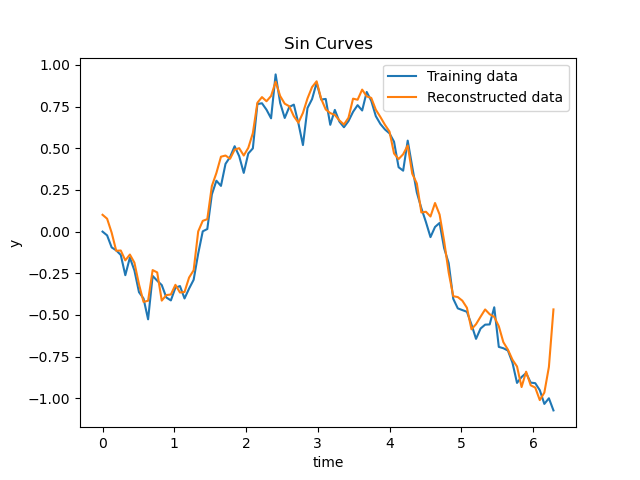 Sin Curves
Training data
Reconstructed data
y
1.00
0.75
0.50
0.25
0.00
−0.25
−0.50
−0.75
−1.00
0 1 2 3 4 5 6
time